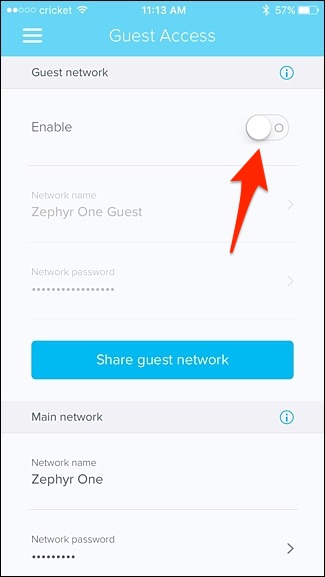 cricket 11:13 AM 57%
Guest Access
Guest network
Enable
Network name
Zephyr One Guest
Network password
•••••••••••••••••
Share guest network
Main network
Network name
Zephyr One
Network password
•••••••••